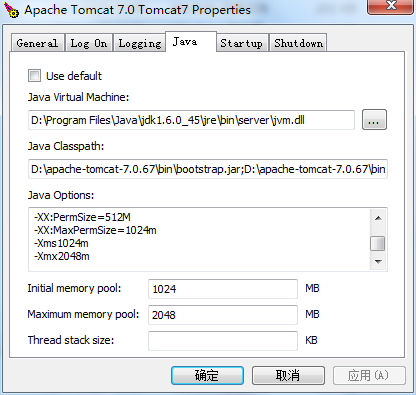 Apache Tomcat 7.0 Tomcat7 Properties
General Log On Logging Java Startup Shutdown
Use default
Java Virtual Machine:
D:\Program Files\Java\jdk1.6.0_45\jre\bin\server\jvm.dll
...
Java Classpath:
D:\apache-tomcat-7.0.67\bin\bootstrap.jar;D:\apache-tomcat-7.0.67\bin
Java Options:
-XX:PermSize=512M
-XX:MaxPermSize=1024m
-Xms1024m
-Xmx2048m
Initial memory pool: 1024 MB
Maximum memory pool: 2048 MB
Thread stack size: KB
确定 取消 应用(A)